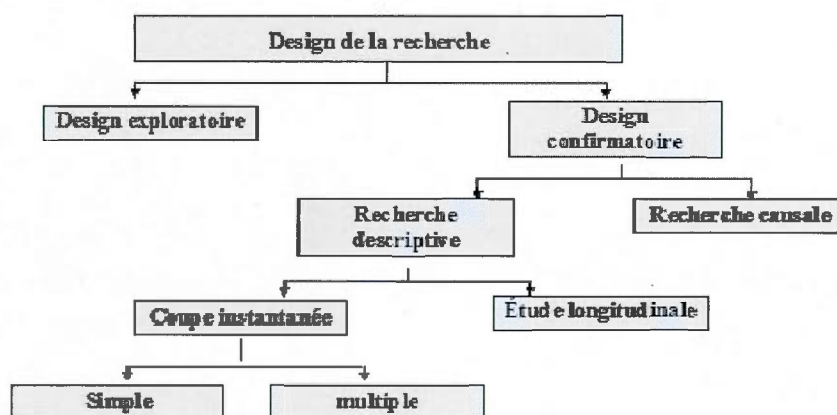 Design de la recherche
Design exploratoire
Design
confirmatoire
Recherche
descriptive
Recherche causale
Coupe instantanée
Étude longitudinale
Simple
multiple